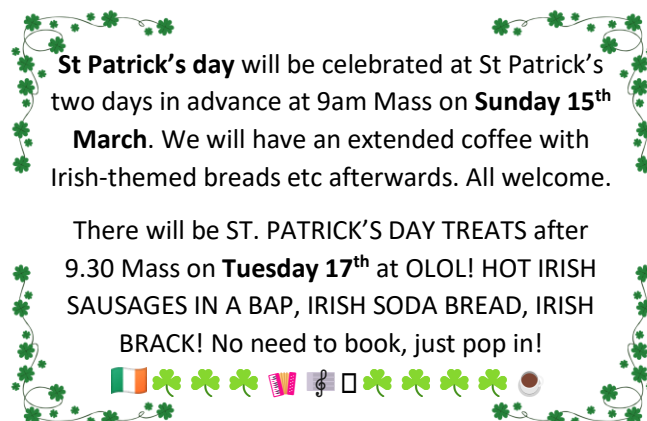 St Patrick’s day will be celebrated at St Patrick’s
two days in advance at 9am Mass on Sunday 15th
March. We will have an extended coffee with
Irish-themed breads etc afterwards. All welcome.
There will be ST. PATRICK’S DAY TREATS after
9.30 Mass on Tuesday 17th at OLOL! HOT IRISH
SAUSAGES IN A BAP, IRISH SODA BREAD, IRISH
BRACK! No need to book, just pop in!